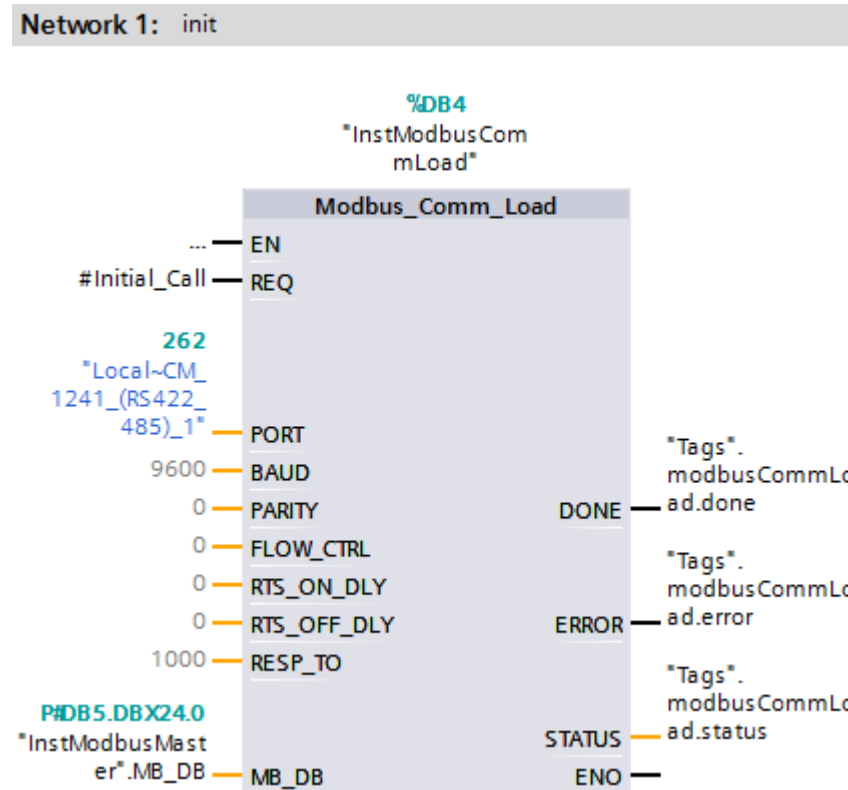 Network 1: init
%DB4
"InstModbusCom
mLoad"
Modbus_Comm_Load
... EN
#Initial_Call REQ
262
"Local~CM_
1241_(RS422_
485)_1" PORT
9600 BAUD
0 PARITY
0 FLOW_CTRL
0 RTS_ON_DLY
0 RTS_OFF_DLY
1000 RESP_TO
P#DB5.DBX24.0
"InstModbusMast
er".MB_DB MB_DB
"Tags".
modbusCommLo
DONE ad.done
"Tags".
modbusCommLo
ERROR ad.error
"Tags".
modbusCommLo
STATUS ad.status
ENO